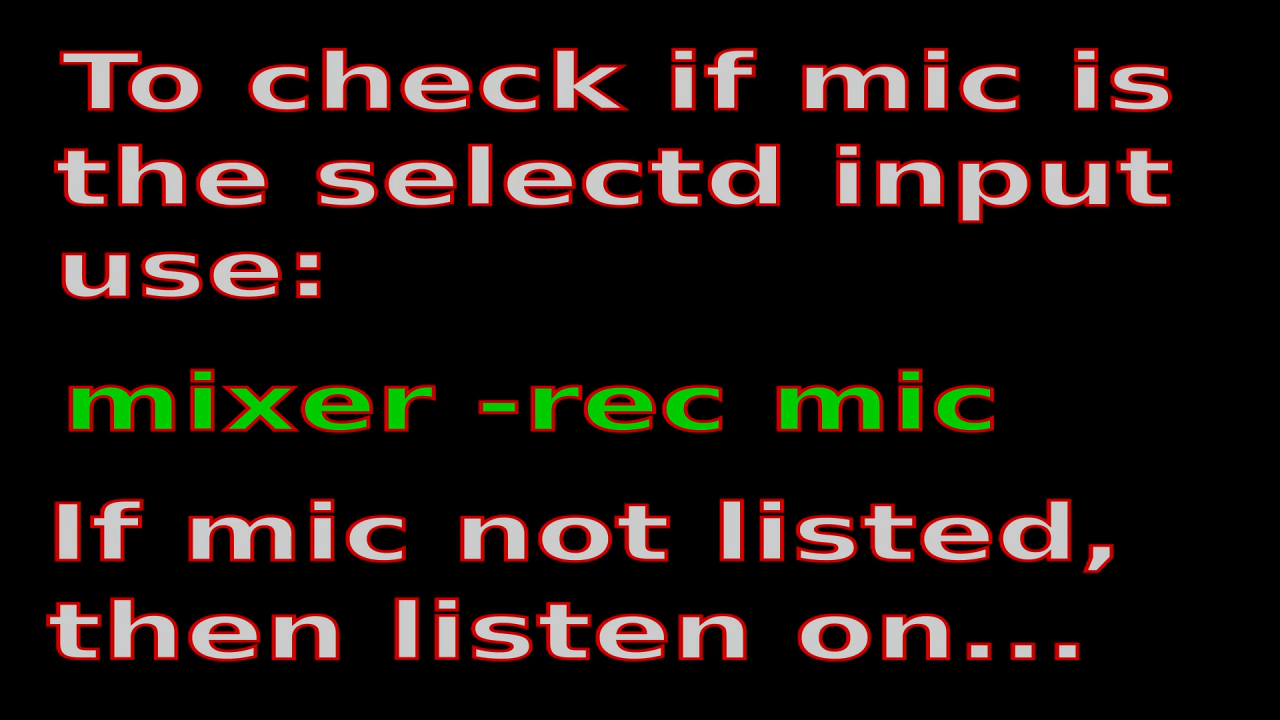 To check if mic is
the selectd input
use:
mixer -rec mic
If mic not listed,
then listen on...